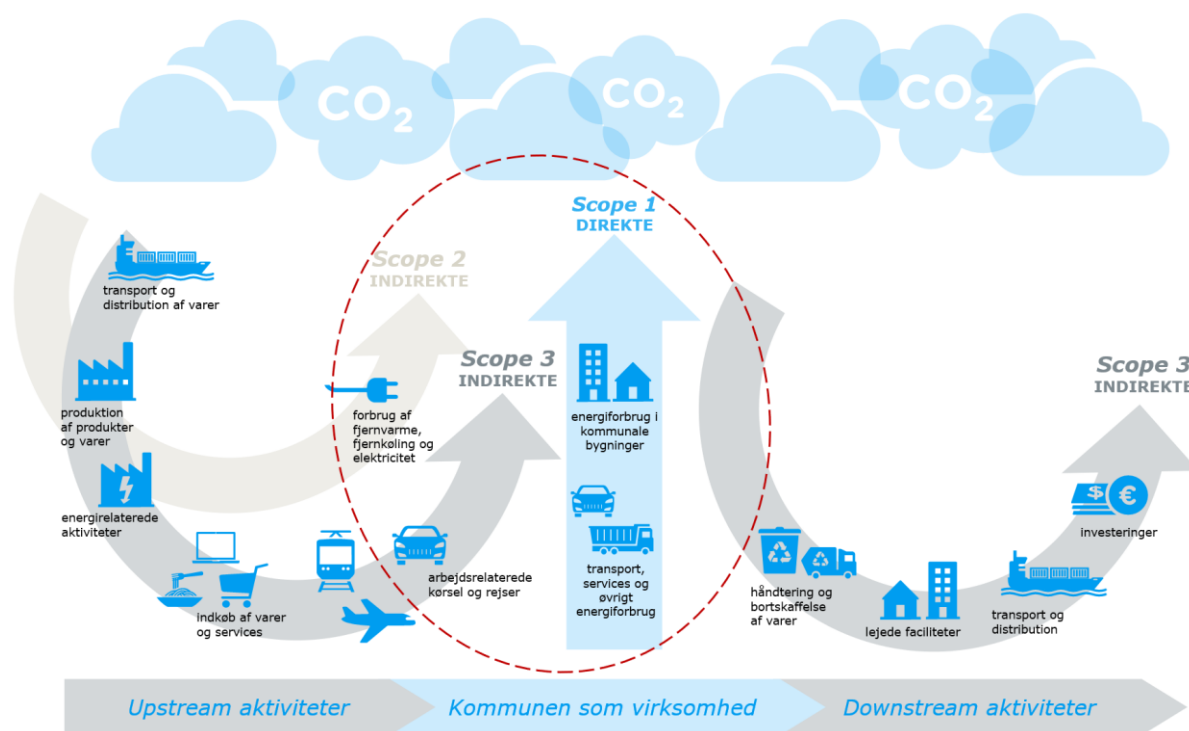 CO2
CO2
CO2
Scope 1
DIREKTE
Scope 2
INDIREKTE
transport og
distribution af varer
Scope 3
INDIREKTE
Scope 3
INDIREKTE
produktion
af produkter
og varer
forbrug af
fjernvarme,
fjernkøling og
elektricitet
energiforbrug i
kommunale
bygninger
energirelaterede
aktiviteter
$
€
investeringer
indkøb af varer
og services
arbejdsrelaterede
kørsel og rejser
transport,
services og
øvrigt
energiforbrug
håndtering og
bortskaffelse
af varer
lejede faciliteter
transport og
distribution
Upstream aktiviteter
Kommunen som virksomhed
Downstream aktiviteter